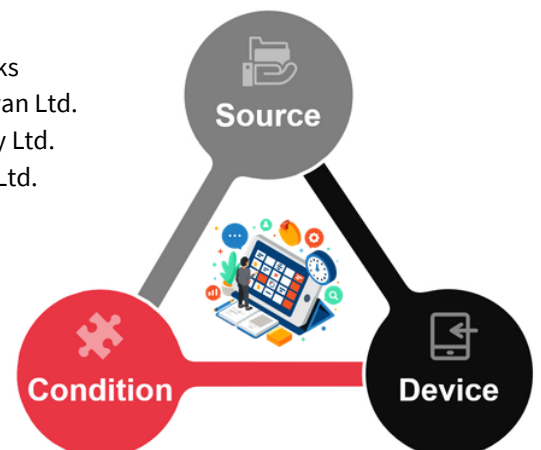 ks
an Ltd.
y Ltd.
Ltd.
Source
Condition
Device